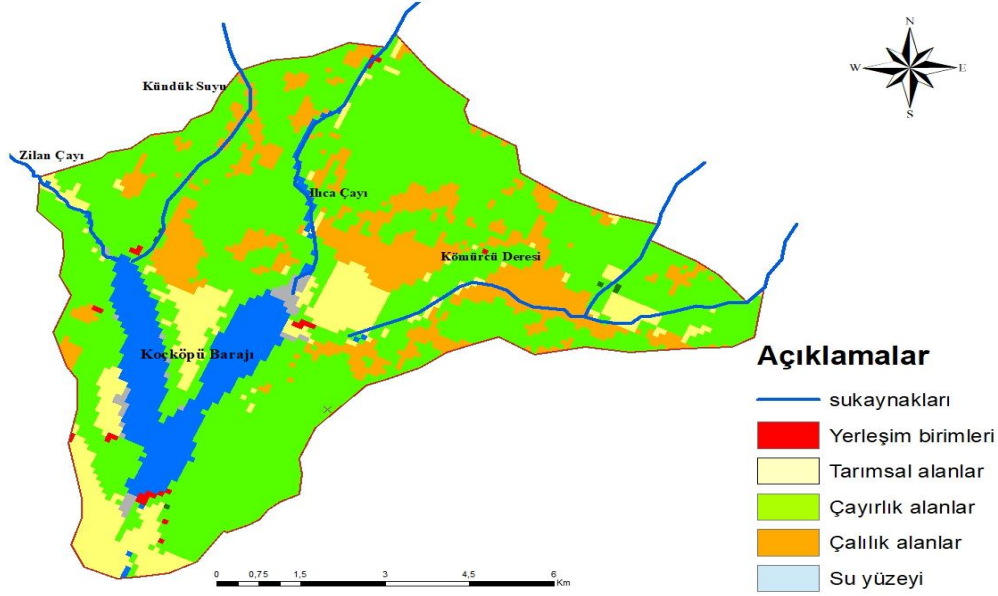 N
W E
S
Kündük Suyu
Zilan Çayı
Ilıca Çayı
Kömürcü Deresi
Koçköpü Barajı
Açıklamalar
sukaynakları
Yerleşim birimleri
Tarımsal alanlar
Çayırlık alanlar
Çalılık alanlar
Su yüzeyi
0 0,75 1,5 3 4,5 6
Km